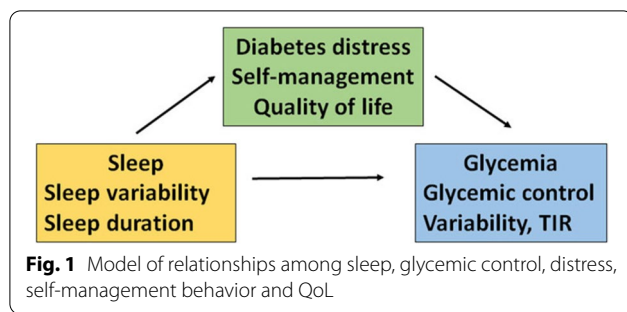 Diabetes distress
Self-management
Quality of life
Sleep
Sleep variability
Sleep duration
Glycemia
Glycemic control
Variability, TIR
Fig. 1 Model of relationships among sleep, glycemic control, distress,
self-management behavior and QoL